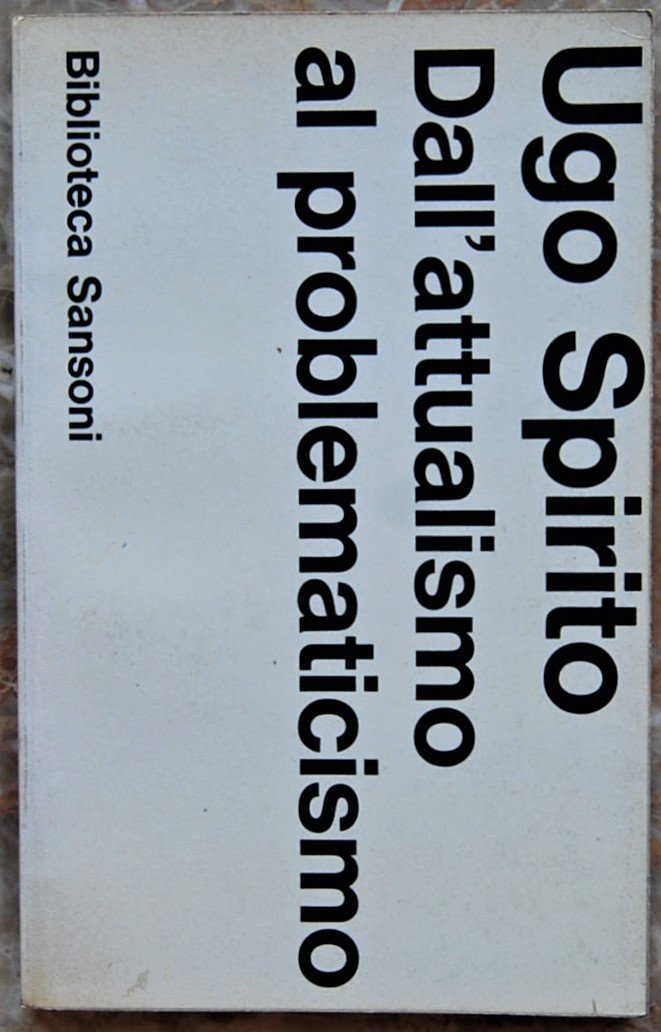 Ugo Spirito
Dall'attualismo
al problematicismo
Biblioteca Sansoni